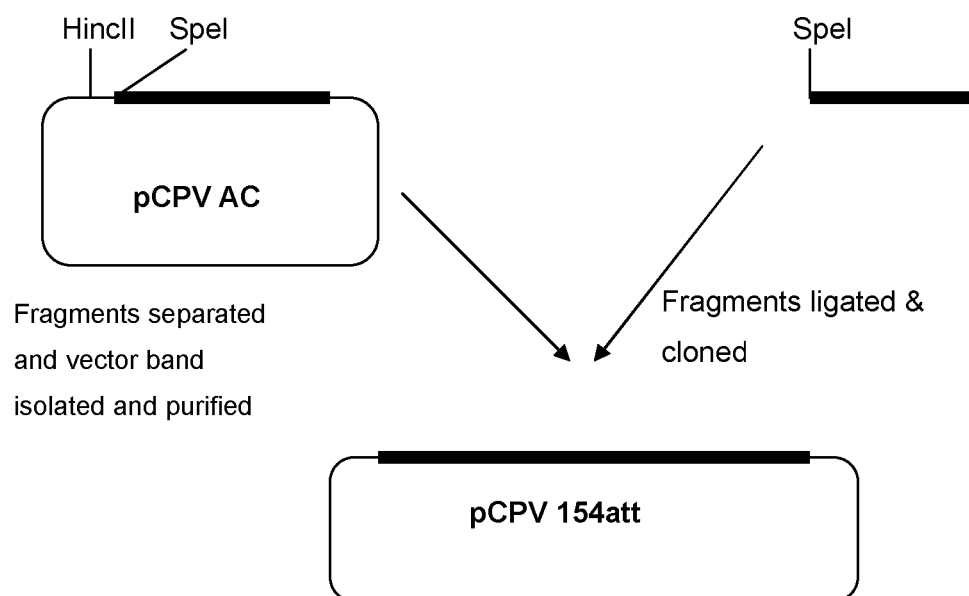 HincII SpeI
SpeI
pCPV AC
Fragments separated
and vector band
isolated and purified
Fragments ligated &
cloned
pCPV 154att